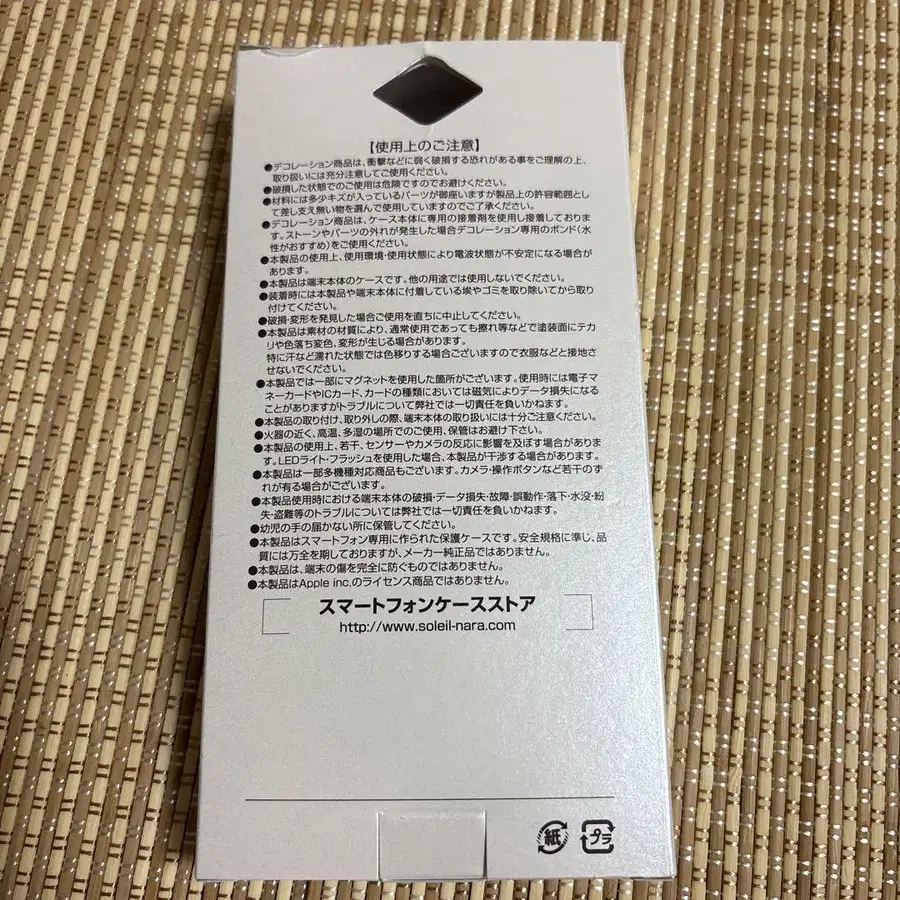 【使用上のご注意】
●デコレーション商品は、衝撃などに弱く破損する恐れがある事をご理解の上、
取り扱いには充分注意してご使用ください。
●破損した状態でのご使用は危険ですのでお避けください。
●材料には多少キズが入っているパーツが御座いますが製品上の許容範囲とし
て差し支え無い物を選んで使用していますのでご了承ください。
●デコレーション商品は、ケース本体に専用の接着剤を使用し接着しておりま
す。ストーンやパーツの外れが発生した場合デコレーション専用のボンド(水
性がおすすめ)をご使用ください。
●本製品の使用上、使用環境・使用状態により電波状態が不安定になる場合が
あります。
●本製品は端末本体のケースです。他の用途では使用しないでください。
●装着時には本製品や端末本体に付着している埃やゴミを取り除いてから取り
付けてください。
●破損・変形を発見した場合ご使用を直ちに中止してください。
●本製品は素材の材質により、通常使用であっても擦れ等などで塗装面にテカ
リや色落ち変色、変形が生じる場合があります。
特に汗など濡れた状態では色移りする場合ございますので衣服などと接地さ
せないでください。
●本製品では一部にマグネットを使用した箇所がございます。使用時には電子マ
ネーカードやICカード、カードの種類においては磁気によりデータ損失になる
ことがありますがトラブルについて弊社では一切責任を負いかねます。
●本製品の取り付け、取り外しの際、端末本体の取り扱いには十分ご注意ください。
●火器の近く、高温、多湿の場所でのご使用、保管はお避け下さい。
●本製品の使用上、若干、センサーやカメラの反応に影響を及ぼす場合がありま
す。LEDライト・フラッシュを使用した場合、本製品が干渉する場合があります。
●本製品は一部多機種対応商品もございます。カメラ・操作ボタンなど若干のず
れが有る場合がございます。
●本製品使用時における端末本体の破損・データ損失・故障・誤動作・落下・水没・紛
失・盗難等のトラブルについては弊社では一切責任を負いかねます。
●幼児の手の届かない所に保管してください。
●本製品はスマートフォン専用に作られた保護ケースです。安全規格に準じ、品
質には万全を期しておりますが、メーカー純正品ではありません。
●本製品は、端末の傷を完全に防ぐものではありません。
●本製品はApple inc.のライセンス商品ではありません。
スマートフォンケースストア
http://www.soleil-nara.com
紙 プラ